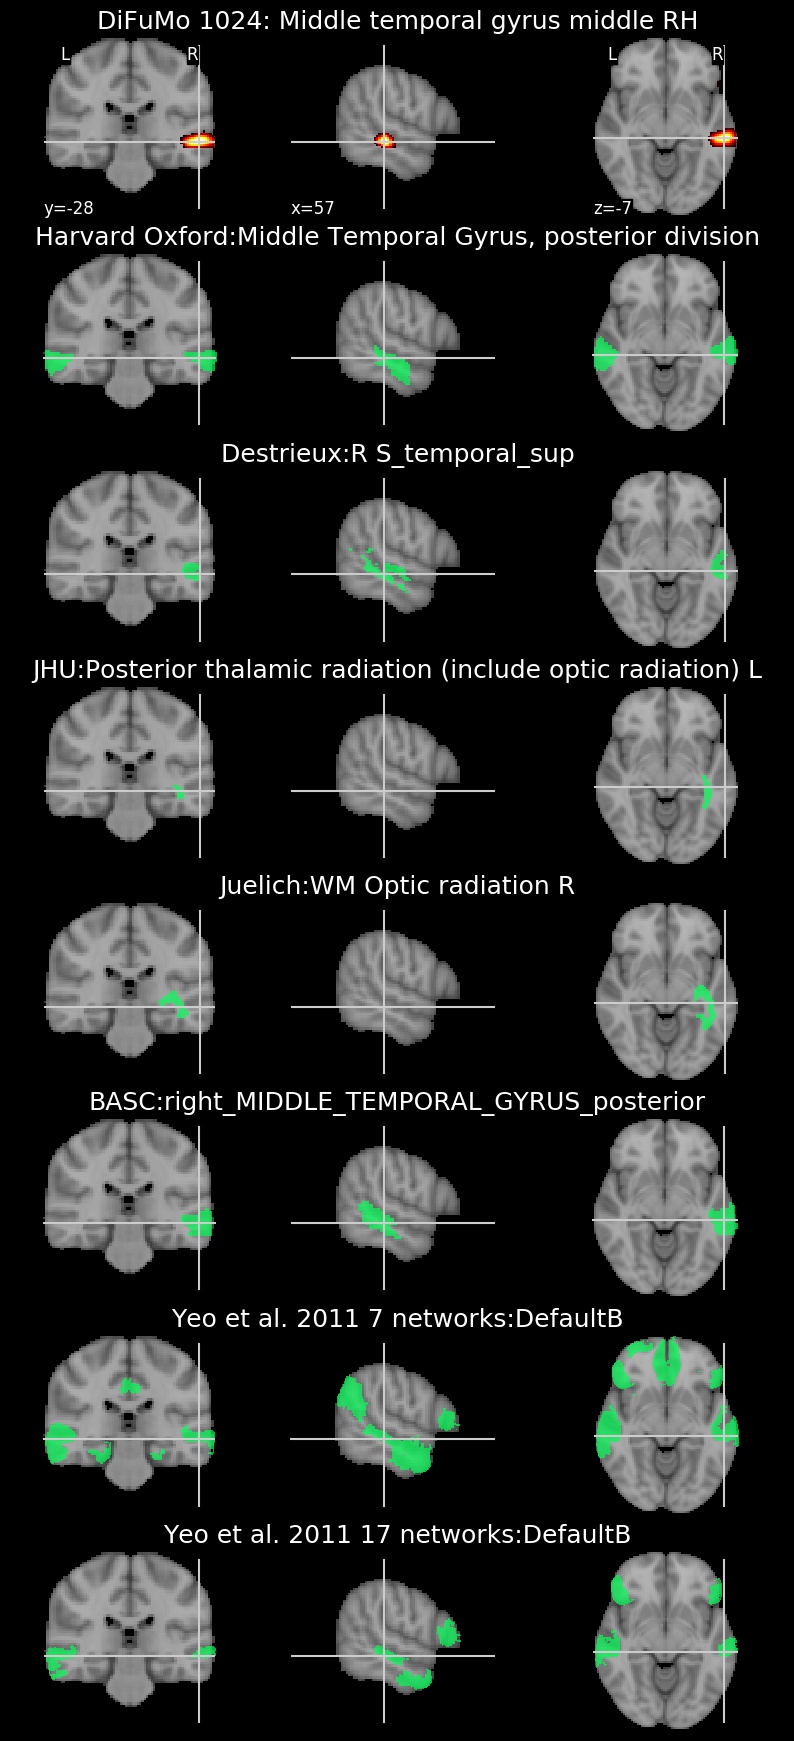 DiFuMo 1024: Middle temporal gyrus middle RH
L R L R
y=-28 x=57 z=-7
Harvard Oxford:Middle Temporal Gyrus, posterior division
Destrieux:R S_temporal_sup
JHU:Posterior thalamic radiation (include optic radiation) L
Juelich:WM Optic radiation R
BASC:right_MIDDLE_TEMPORAL_GYRUS_posterior
Yeo et al. 2011 7 networks:DefaultB
Yeo et al. 2011 17 networks:DefaultB